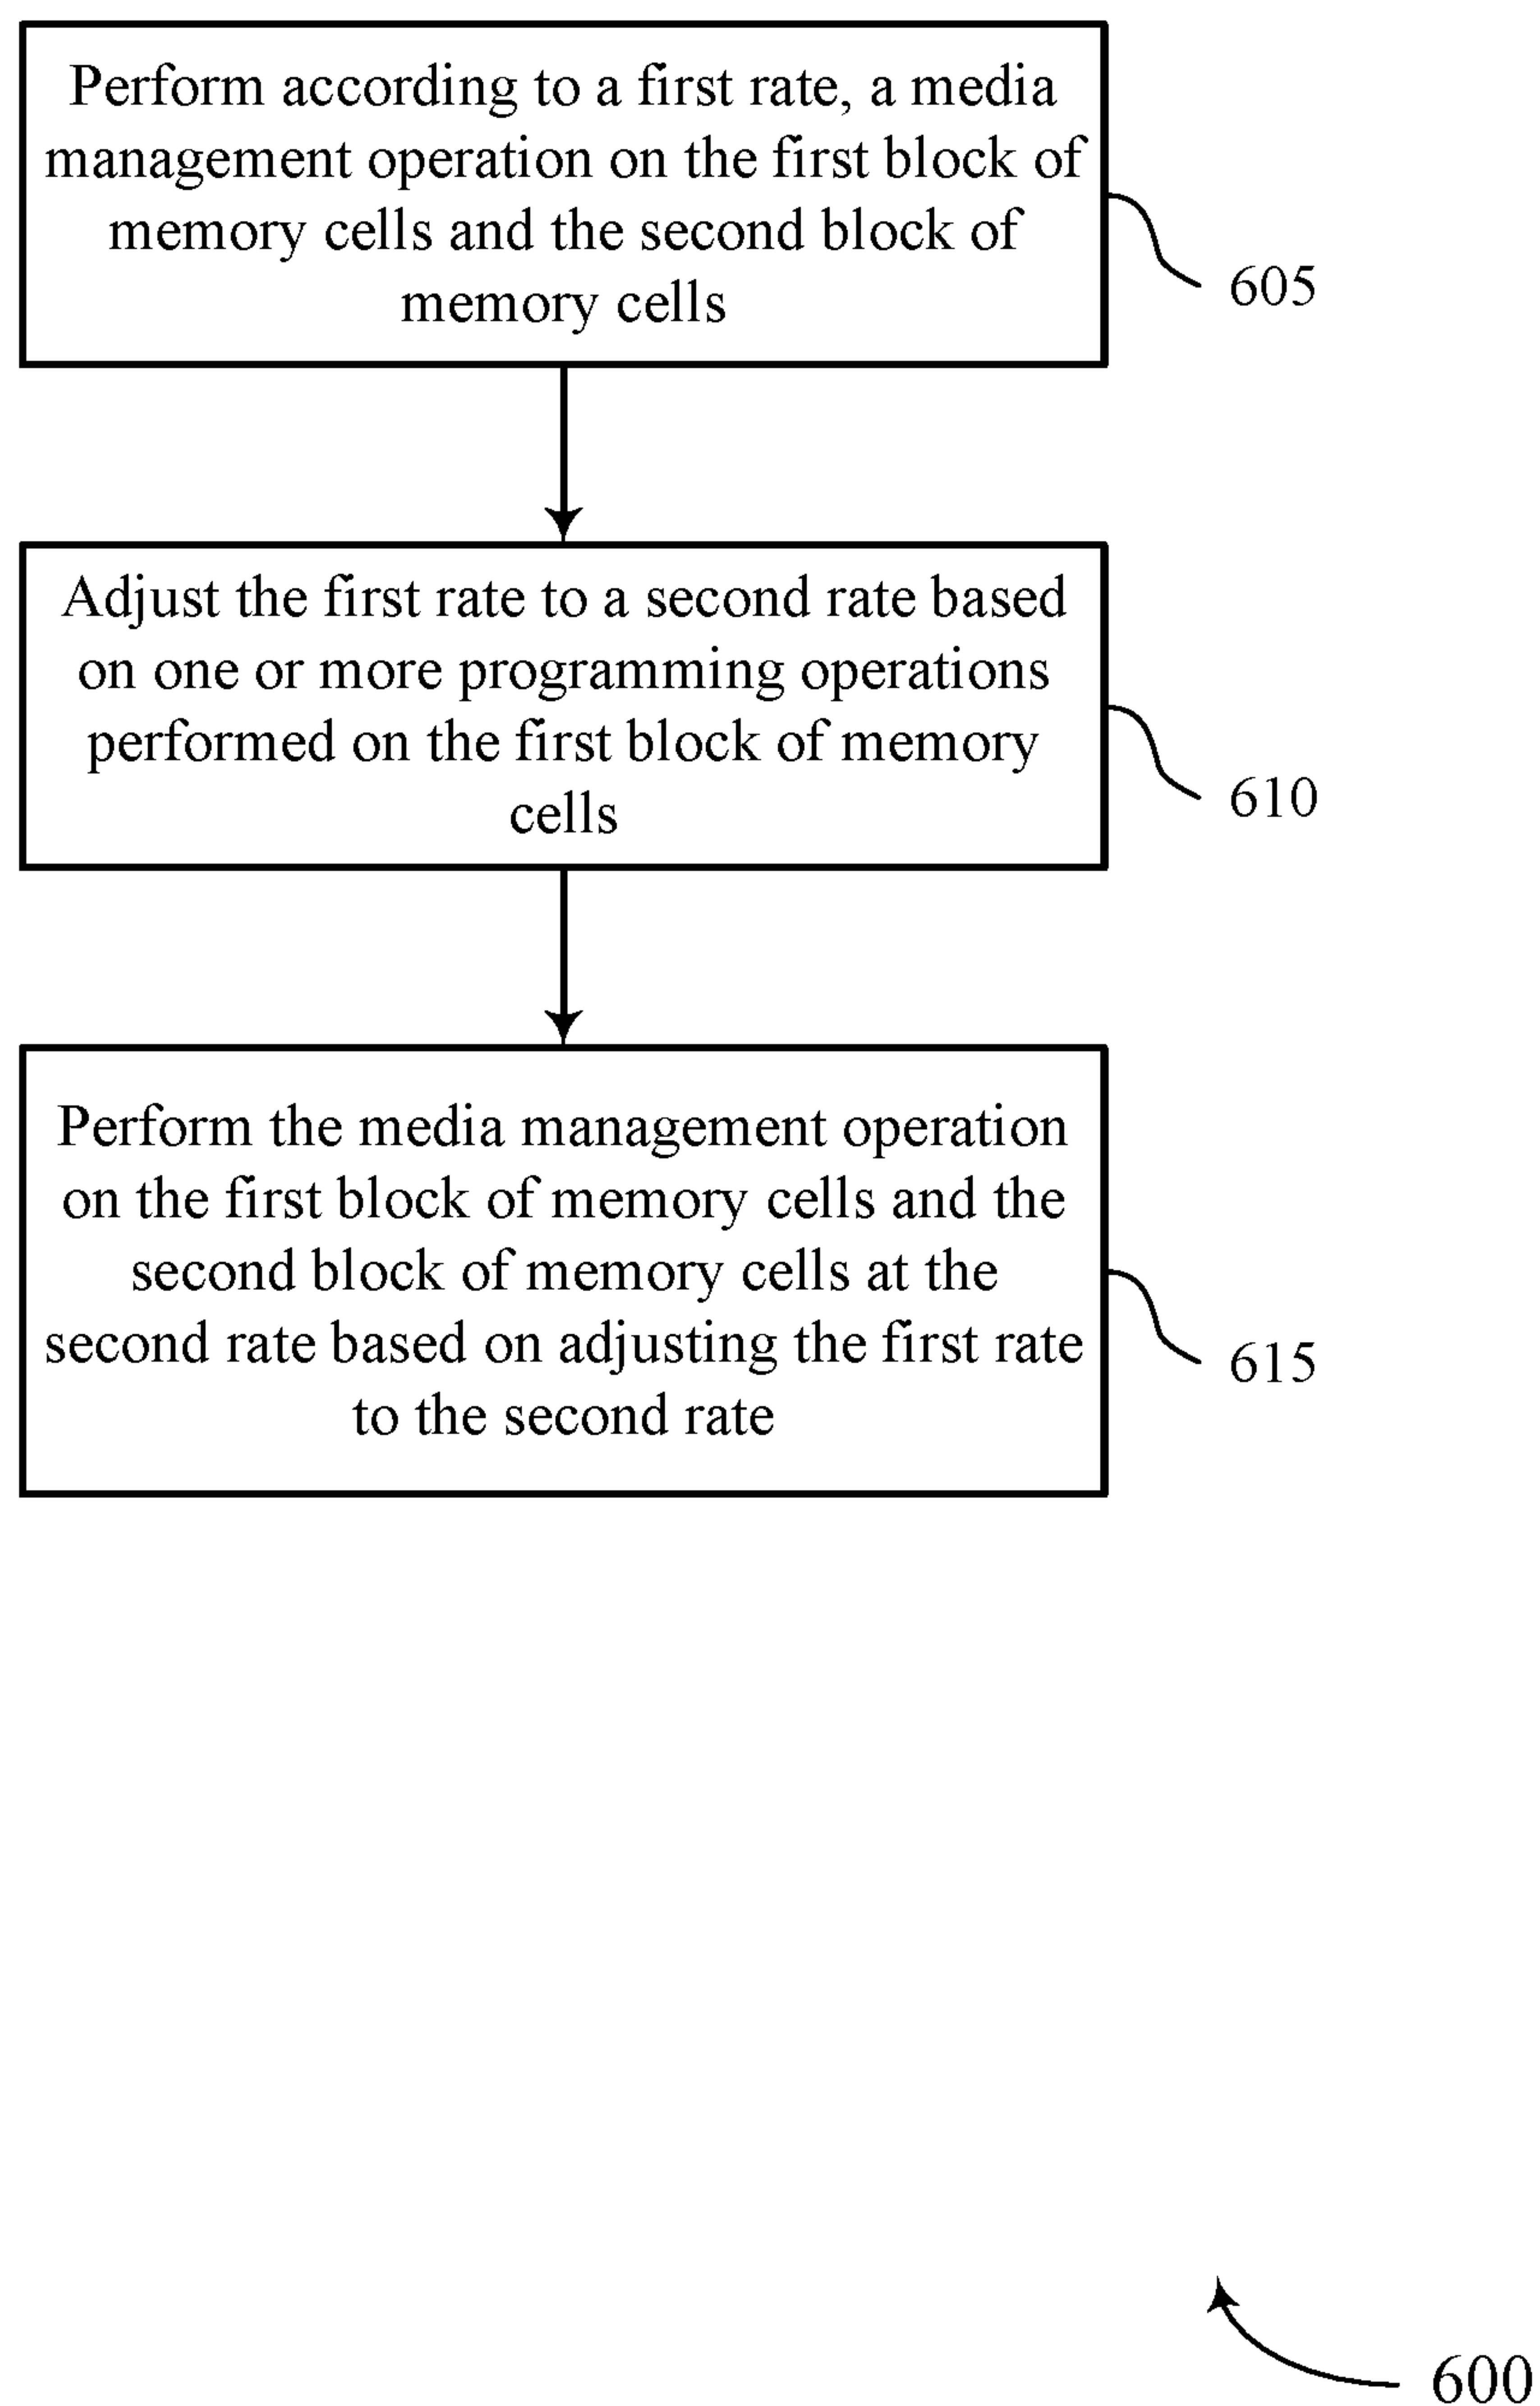 Perform according to a first rate, a media
management operation on the first block of
memory cells and the second block of
memory cells
605
Adjust the first rate to a second rate based
on one or more programming operations
performed on the first block of memory
cells
610
Perform the media management operation
on the first block of memory cells and the
second block of memory cells at the
second rate based on adjusting the first rate
to the second rate
615
600